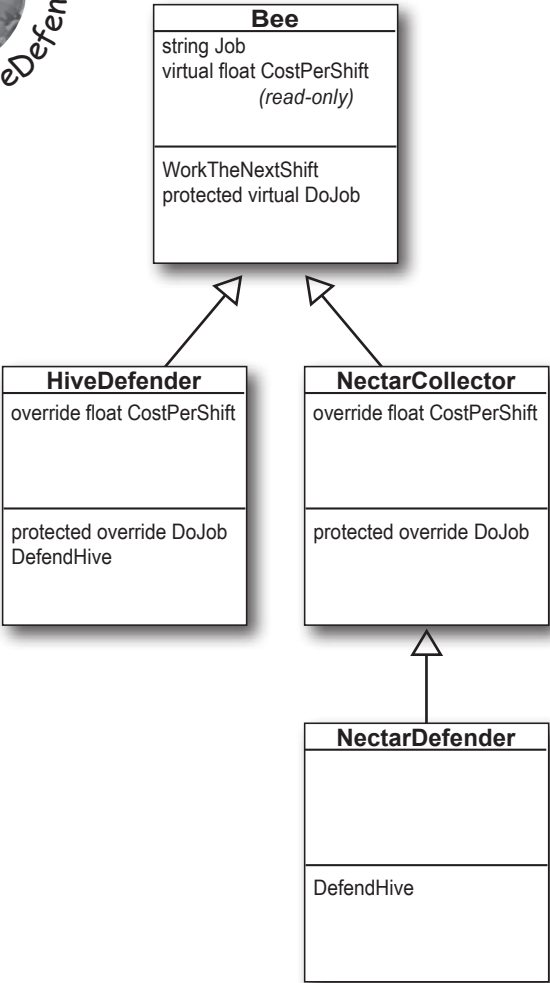 Bee
string Job
virtual float CostPerShift
(read-only)
WorkTheNextShift
protected virtual DoJob
HiveDefender
override float CostPerShift
protected override DoJob
DefendHive
NectarCollector
override float CostPerShift
protected override DoJob
NectarDefender
DefendHive